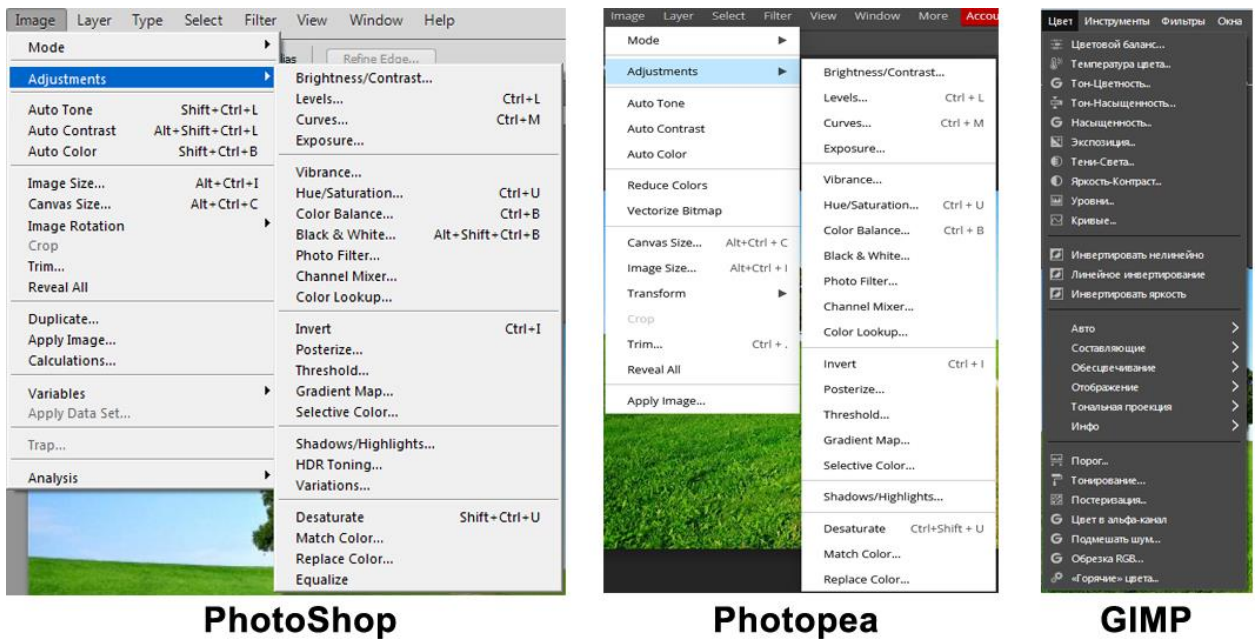 Image Layer Type Select Filter View Window Help
Refine Edge...
Mode
Adjustments
Auto Tone Shift+Ctrl+L
Auto Contrast Alt+Shift+Ctrl+L
Auto Color Shift+Ctrl+B
Image Size... Alt+Ctrl+I
Canvas Size... Alt+Ctrl+C
Image Rotation
Crop
Trim...
Reveal All
Duplicate...
Apply Image...
Calculations...
Variables
Apply Data Set...
Trap...
Analysis
Brightness/Contrast...
Levels... Ctrl+L
Curves... Ctrl+M
Exposure...
Vibrance...
Hue/Saturation... Ctrl+U
Color Balance... Ctrl+B
Black & White... Alt+Shift+Ctrl+B
Photo Filter...
Channel Mixer...
Color Lookup...
Invert Ctrl+I
Posterize...
Threshold...
Gradient Map...
Selective Color...
Shadows/Highlights...
HDR Toning...
Variations...
Desaturate Shift+Ctrl+U
Match Color...
Replace Color...
Equalize
PhotoShop
Image Layer Select Filter View Window More Accou
Mode
Adjustments
Auto Tone
Auto Contrast
Auto Color
Reduce Colors
Vectorize Bitmap
Canvas Size... Alt+Ctrl + C
Image Size... Alt+Ctrl + I
Transform
Crop
Trim... Ctrl + .
Reveal All
Apply Image...
Brightness/Contrast...
Levels... Ctrl + L
Curves... Ctrl + M
Exposure...
Vibrance...
Hue/Saturation... Ctrl + U
Color Balance... Ctrl + B
Black & White...
Photo Filter...
Channel Mixer...
Color Lookup...
Invert Ctrl + I
Posterize...
Threshold...
Gradient Map...
Selective Color...
Shadows/Highlights...
Desaturate Ctrl+Shift + U
Match Color...
Replace Color...
Photopea
Цвет Инструменты Фильтры Окна
Цветовой баланс...
Температура цвета...
Тон-Цветность...
Тон-Насыщенность...
Насыщенность...
Экспозиция...
Тени-Света...
Яркость-Контраст...
Уровни...
Кривые...
Инвертировать нелинейно
Линейное инвертирование
Инвертировать яркость
Авто
Составляющие
Обесцвечивание
Отображение
Тональная проекция
Инфо
Порог...
Тонирование...
Постеризация...
Цвет в альфа-канал
Подмешать шум...
Обрезка RGB...
«Горячие» цвета...
GIMP